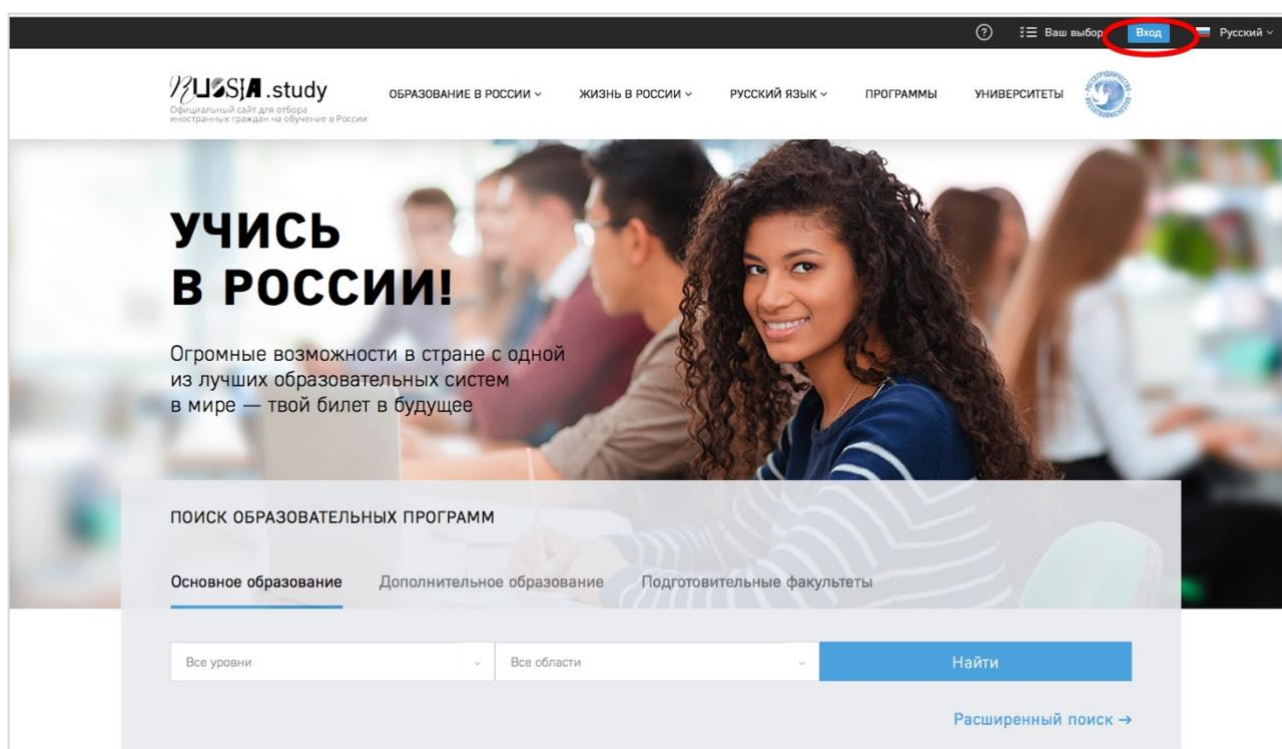 Ваш выбор
Вход
Русский
RUSSIA.study
Официальный сайт для отбора
иностранных граждан на обучение в России
ОБРАЗОВАНИЕ В РОССИИ
ЖИЗНЬ В РОССИИ
РУССКИЙ ЯЗЫК
ПРОГРАММЫ
УНИВЕРСИТЕТЫ
УЧИСЬ
В РОССИИ!
Огромные возможности в стране с одной
из лучших образовательных систем
в мире — твой билет в будущее
ПОИСК ОБРАЗОВАТЕЛЬНЫХ ПРОГРАММ
Основное образование
Дополнительное образование
Подготовительные факультеты
Все уровни
Все области
Найти
Расширенный поиск →